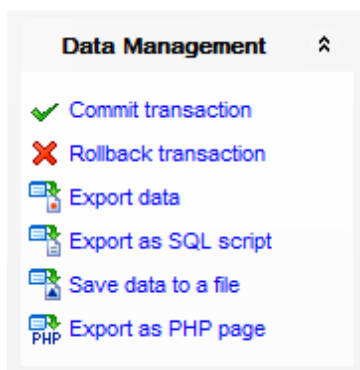 Data Management
Commit transaction
Rollback transaction
Export data
Export as SQL script
Save data to a file
PHP Export as PHP page